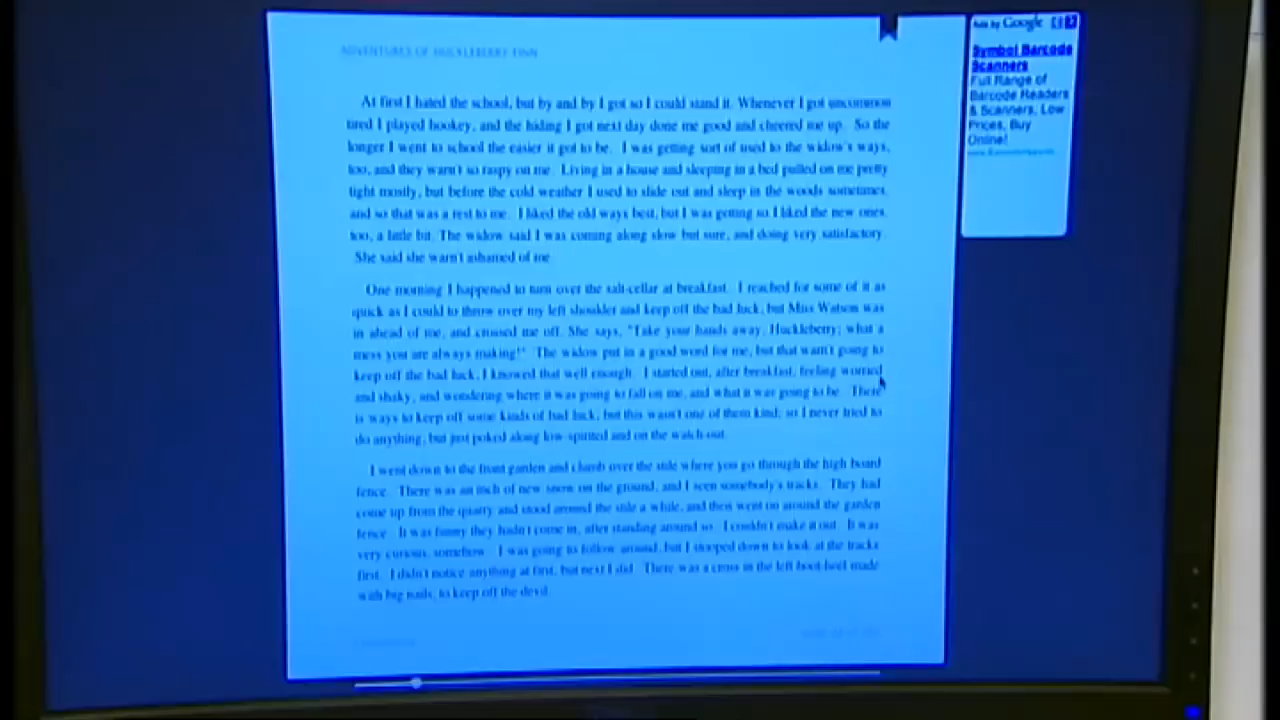 ADVENTURES OF HUCKLEBERRY FINN
At first I hated the school, but by and by I got so I could stand it. Whenever I got uncommon
tired I played hookey, and the hiding I got next day done me good and cheered me up. So the
longer I went to school the easier it got to be. I was getting sort of used to the widow's ways,
too, and they warn't so raspy on me. Living in a house and sleeping in a bed pulled on me pretty
tight mostly, but before the cold weather I used to slide out and sleep in the woods sometimes,
and so that was a rest to me. I liked the old ways best, but I was getting so I liked the new ones,
too, a little bit. The widow said I was coming along slow but sure, and doing very satisfactory.
She said she warn't ashamed of me.
One morning I happened to turn over the salt-cellar at breakfast. I reached for some of it as
quick as I could to throw over my left shoulder and keep off the bad luck, but Miss Watson was
in ahead of me, and crossed me off. She says, "Take your hands away, Huckleberry; what a
mess you are always making!" The widow put in a good word for me, but that warn't going to
keep off the bad luck, I knowed that well enough. I started out, after breakfast, feeling worried
and shaky, and wondering where it was going to fall on me, and what it was going to be. There
is ways to keep off some kinds of bad luck, but this wasn't one of them kind; so I never tried to
do anything, but just poked along low-spirited and on the watch-out.
I went down to the front garden and clumb over the stile where you go through the high board
fence. There was an inch of new snow on the ground, and I seen somebody's tracks. They had
come up from the quarry and stood around the stile a while, and then went on around the garden
fence. It was funny they hadn't come in, after standing around so. I couldn't make it out. It was
very curious, somehow. I was going to follow around, but I stooped down to look at the tracks
first. I didn't notice anything at first, but next I did. There was a cross in the left boot-heel made
with big nails, to keep off the devil.
Ads by Google
Symbol Barcode
Scanners
Full Range of
Barcode Readers
& Scanners, Low
Prices, Buy
Online!